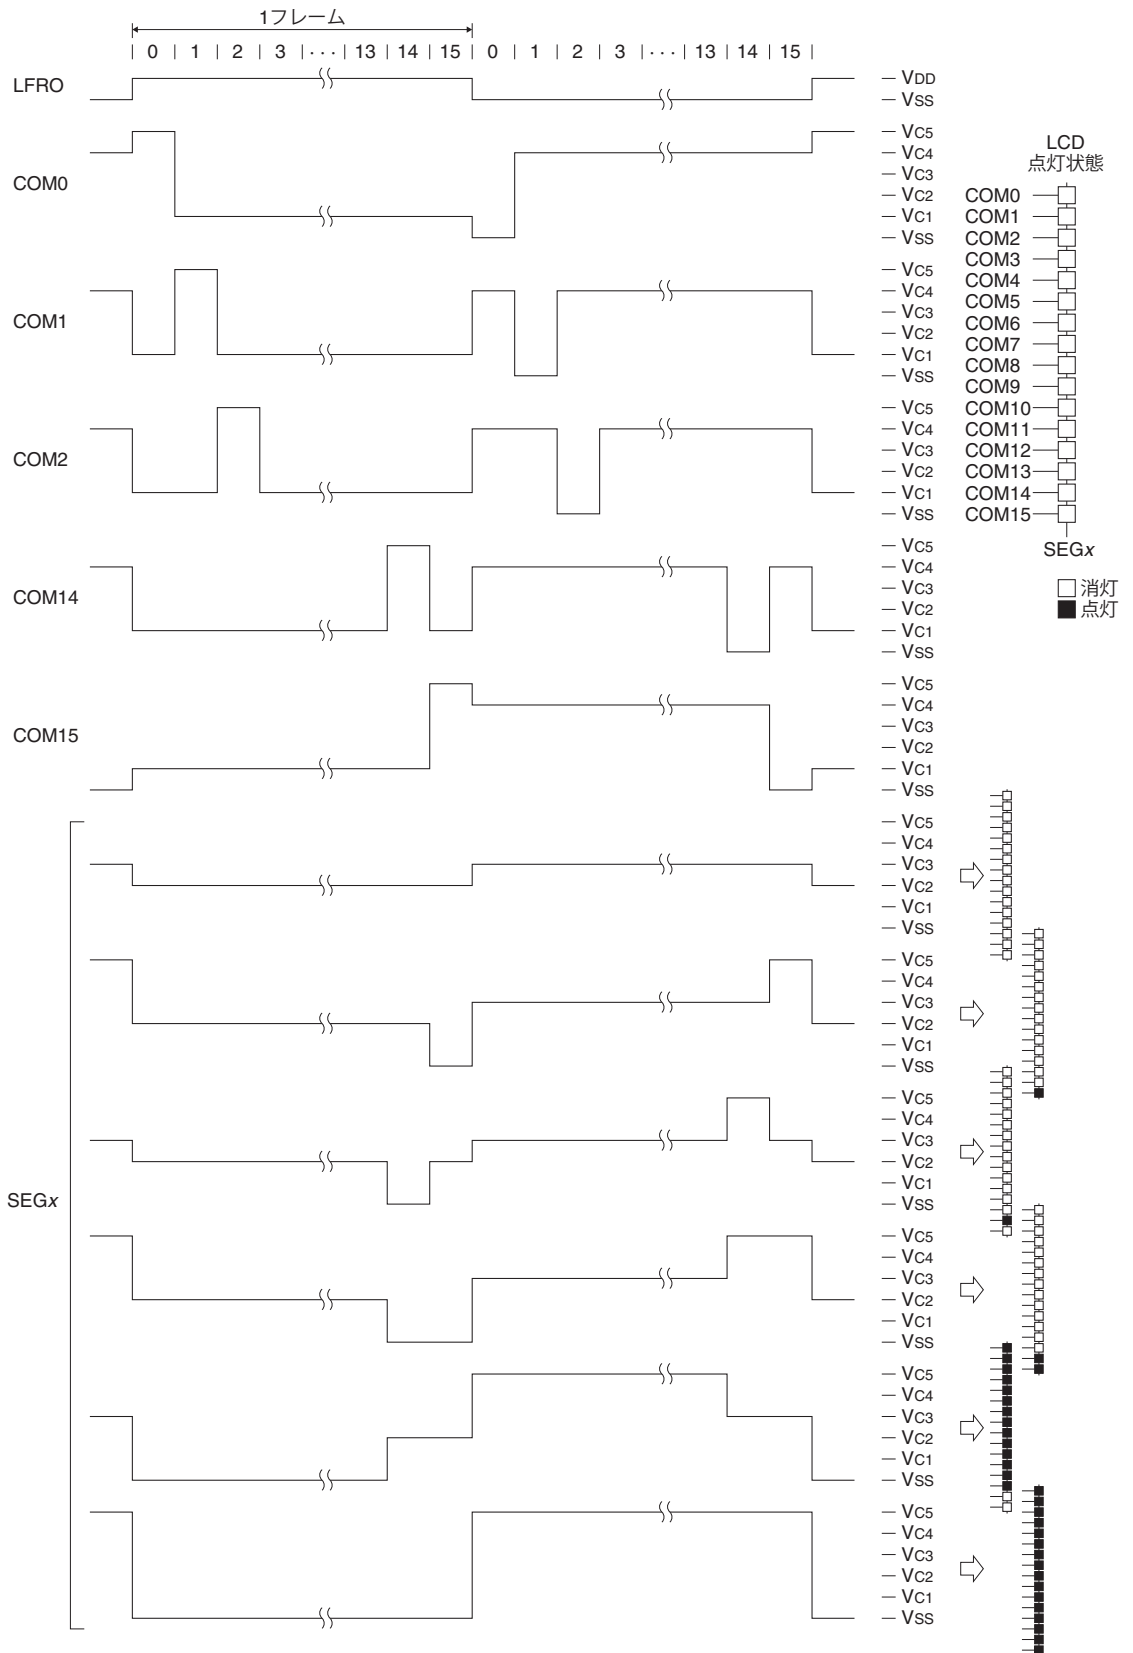 1フレーム
0 1 2 3 ··· 13 14 15 0 1 2 3 ··· 13 14 15
LFRO
VDD
VSS
COM0
VC5
VC4
VC3
VC2
VC1
VSS
COM1
VC5
VC4
VC3
VC2
VC1
VSS
COM2
VC5
VC4
VC3
VC2
VC1
VSS
COM14
VC5
VC4
VC3
VC2
VC1
VSS
COM15
VC5
VC4
VC3
VC2
VC1
VSS
SEGx
VC5
VC4
VC3
VC2
VC1
VSS
VC5
VC4
VC3
VC2
VC1
VSS
VC5
VC4
VC3
VC2
VC1
VSS
VC5
VC4
VC3
VC2
VC1
VSS
VC5
VC4
VC3
VC2
VC1
VSS
VC5
VC4
VC3
VC2
VC1
VSS
LCD
点灯状態
COM0
COM1
COM2
COM3
COM4
COM5
COM6
COM7
COM8
COM9
COM10
COM11
COM12
COM13
COM14
COM15
SEGx
消灯
点灯